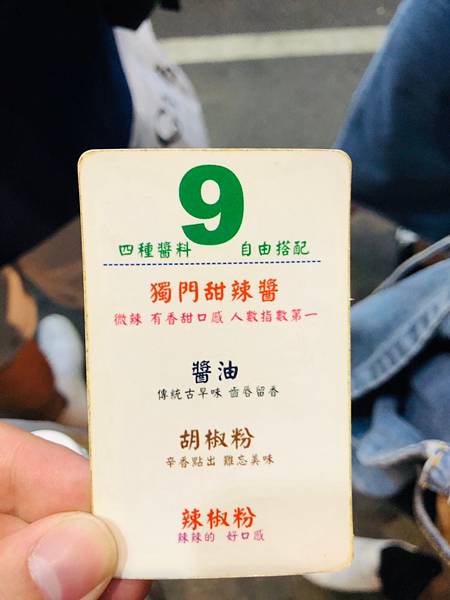 9
四種醬料 自由搭配
獨門甜辣醬
微辣 有香甜口感 人數指數第一
醬油
傳統古早味 齒唇留香
胡椒粉
辛香點出 難忘美味
辣椒粉
辣辣的 好口感